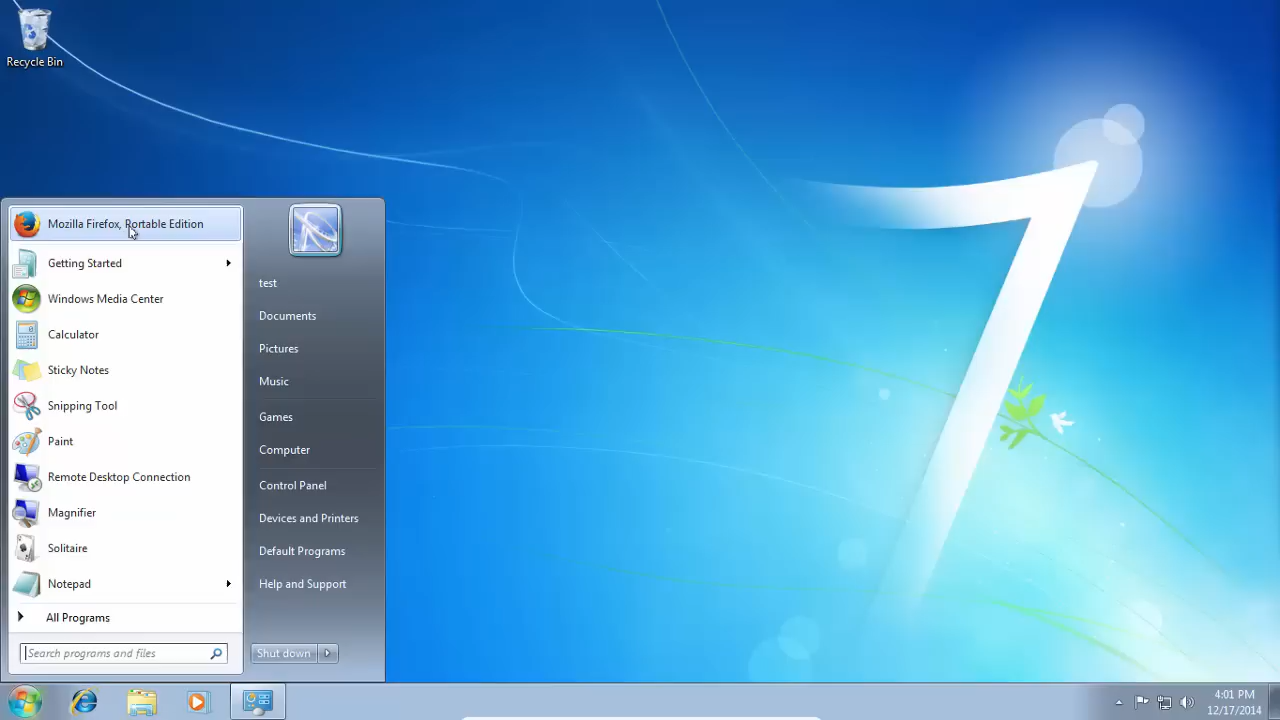 Recycle Bin
Mozilla Firefox, Portable Edition
Getting Started
Windows Media Center
Calculator
Sticky Notes
Snipping Tool
Paint
Remote Desktop Connection
Magnifier
Solitaire
Notepad
All Programs
Search programs and files
test
Documents
Pictures
Music
Games
Computer
Control Panel
Devices and Printers
Default Programs
Help and Support
Shut down
7
4:01 PM
12/17/2014